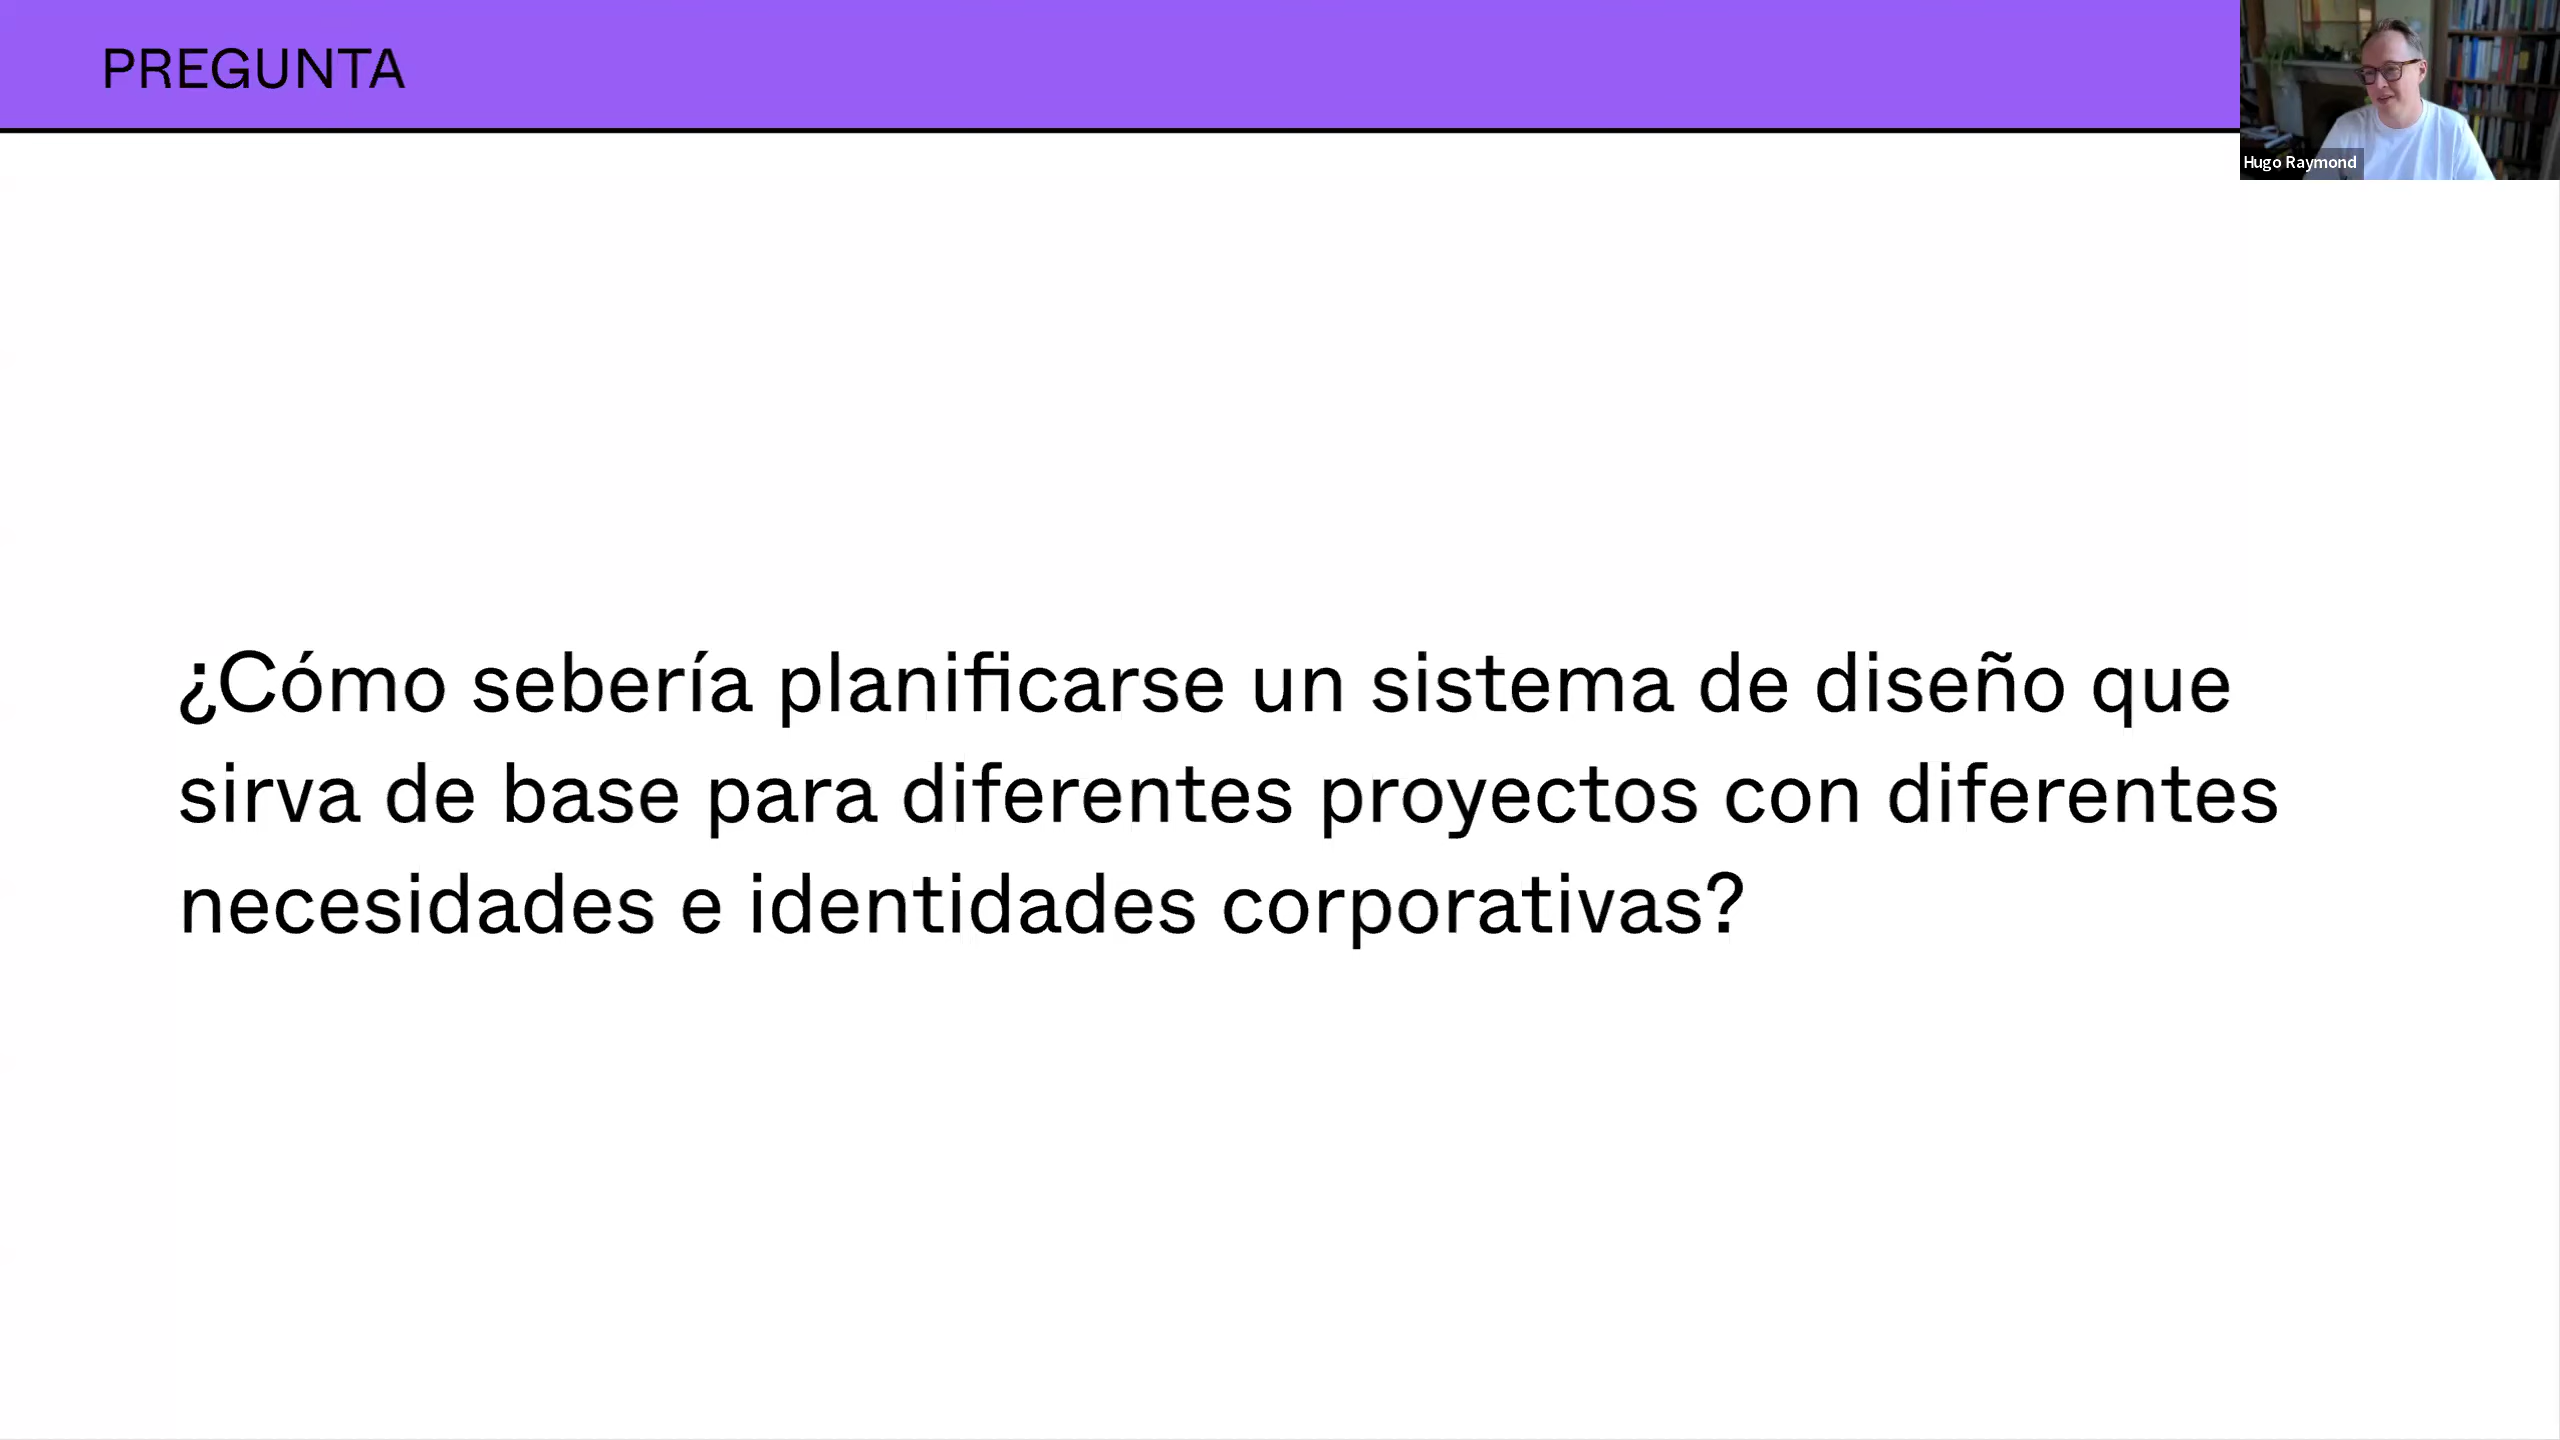 PREGUNTA
Hugo Raymond
¿Cómo sebería planificarse un sistema de diseño que
sirva de base para diferentes proyectos con diferentes
necesidades e identidades corporativas?